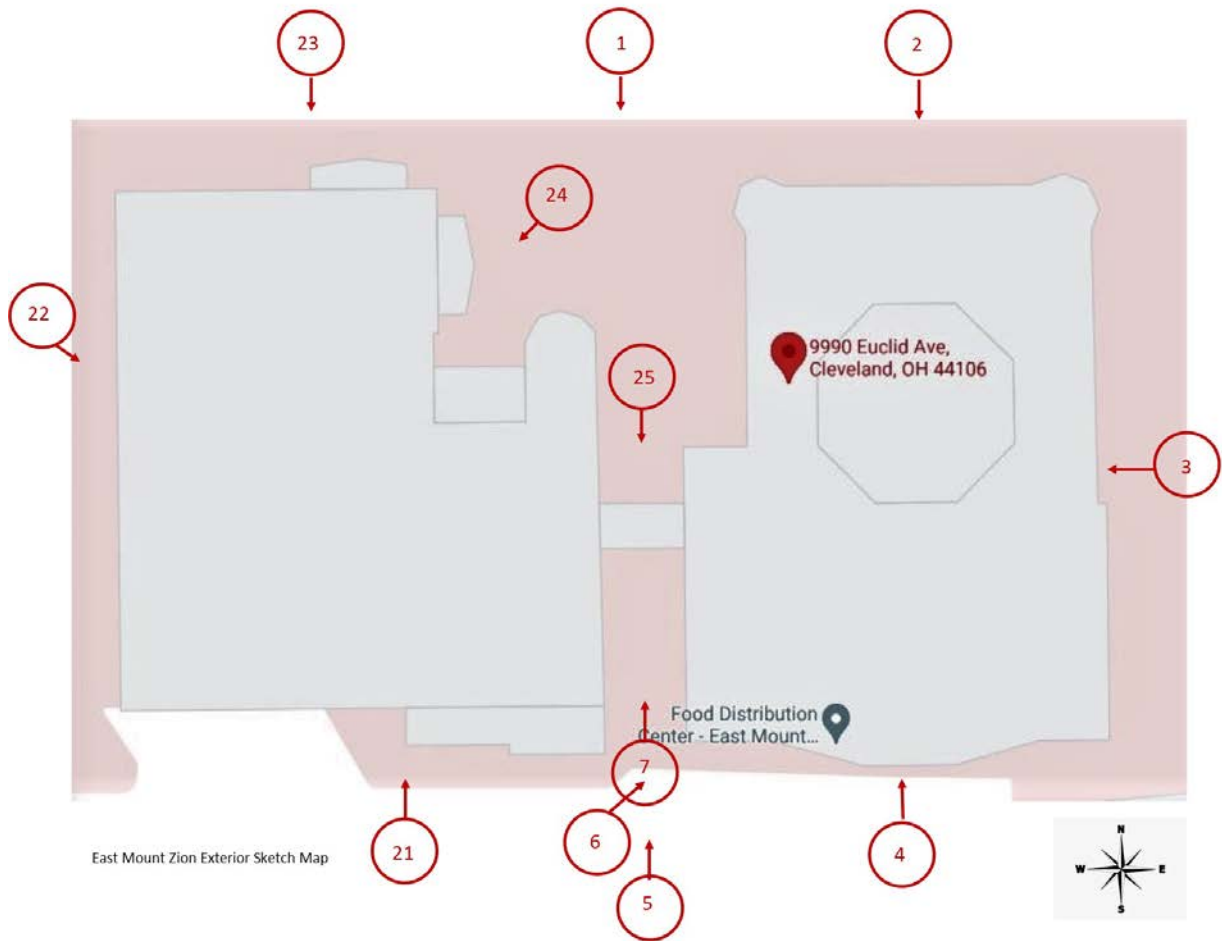 23
1
2
24
22
25
9990 Euclid Ave,
Cleveland, OH 44106
3
Food Distribution
Center - East Mount...
7
6
21
4
5
East Mount Zion Exterior Sketch Map
N
W
E
S